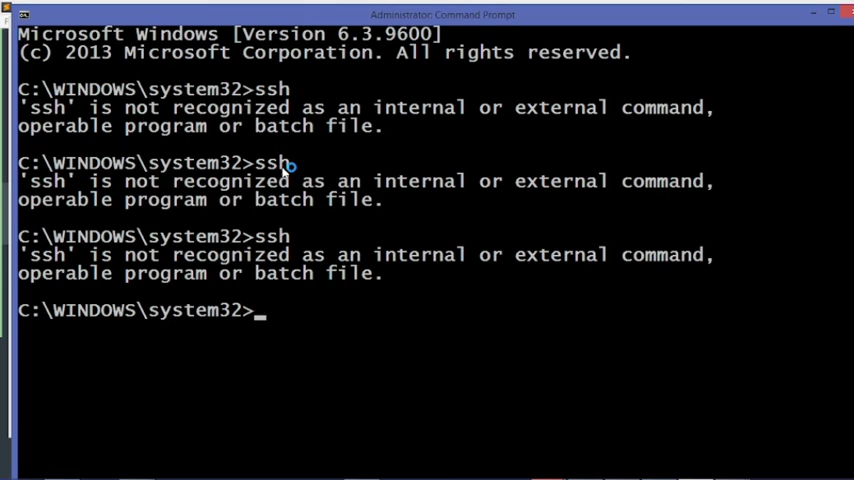 Administrator: Command Prompt
Microsoft Windows [Version 6.3.9600]
(c) 2013 Microsoft Corporation. All rights reserved.
C:\WINDOWS\system32>ssh
'ssh' is not recognized as an internal or external command,
operable program or batch file.
C:\WINDOWS\system32>ssh
'ssh' is not recognized as an internal or external command,
operable program or batch file.
C:\WINDOWS\system32>ssh
'ssh' is not recognized as an internal or external command,
operable program or batch file.
C:\WINDOWS\system32>_